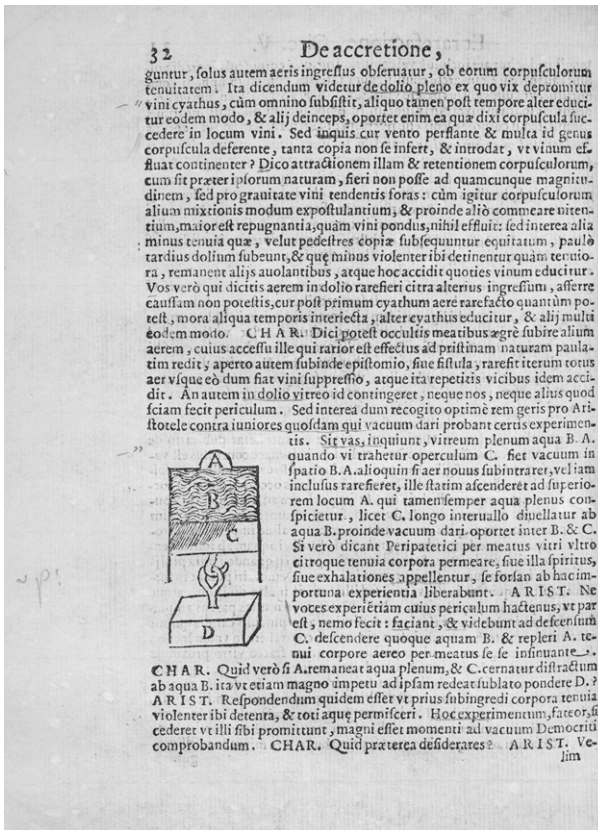 32 De accretione,
guntur, solus autem aeris ingressus obseruatur, ob eorum corpusculorum
tenuitatem. Ita dicendum videtur de dolio pleno ex quo vix depromitur
vini cyathus, cùm omnino subsistit, aliquo tamen post tempore alter educi-
tur eodem modo, & alij deinceps, oportet enim ea quæ dixi corpuscula suc-
cedere in locum vini. Sed inquis cur vento perflante & multa id genus
corpuscula deferente, tanta copia non se infert, & introdat, vt vinum ef-
fluat continenter? Dico attractionem illam & retentionem corpusculorum,
cum sit præter ipsorum naturam, fieri non posse ad quamcunque magnitu-
dinem, sed pro grauitate vini tendentis foras: cùm igitur corpusculorum
alium mixtionis modum expostulantium, & proinde aliò commeare niten-
tium, maior est repugnantia, quàm vini pondus, nihil effluit: sed interea alia
minus tenuia quæ, velut pedestres copiæ subsequuntur equitatum, paulò
tardius dolium subeunt, & quę minus violenter ibi detinentur quàm tenuio-
ra, remanent alijs auolantibus, atque hoc accidit quoties vinum educitur.
Vos verò qui dicitis aerem in dolio rarefieri citra alterius ingressum, afferre
caussam non potestis, cur post primum cyathum aere rarefacto quantùm po-
test, mora aliqua temporis interiecta, alter cyathus educitur, & alij multi
eodem modo. CHAR. Dici potest occultis meatibus ægrè subire alium
aerem, cuius accessu ille qui rarior est effectus ad pristinam naturam paula-
tim redit, aperto autem subinde epistomio, siue fistula, rarefit iterum totus
aer vsque eò dum fiat vini suppressio, atque ita repetitis vicibus idem acci-
dit. An autem in dolio vitreo id contingeret, neque nos, neque alius quod
sciam fecit periculum. Sed interea dum recogito optimè rem geris pro Ari-
stotele contra iuniores quosdam qui vacuum dari probant certis experimen-
tis. Sit vas, inquiunt, vitreum plenum aqua B. A.
quando vi trahetur operculum C. fiet vacuum in
spatio B. A. alioquin si aer nouus subintraret, vel iam
inclusus rarefieret, ille statim ascenderet ad superio-
rem locum A. qui tamen semper aqua plenus con-
spicietur, licet C. longo interuallo diuellatur ab
aqua B. proinde vacuum dari oportet inter B. & C.
Si verò dicant Peripatetici per meatus vitri vltro
citroque tenuia corpora permeare, siue illa spiritus,
siue exhalationes appellentur, se forsan ab hac im-
portuna experientia liberabunt. ARIST. Ne
voces experiētiam cuius periculum hactenus, vt par
est, nemo fecit: faciant, & videbunt ad descensum
C. descendere quoque aquam B. & repleri A. te-
nui corpore aereo per meatus se se insinuante.
A
B
C
D
CHAR. Quid verò si A. remaneat aqua plenum, & C. cernatur distractum
ab aqua B. ita vt etiam magno impetu ad ipsam redeat sublato pondere D.?
ARIST. Respondendum quidem esset vt prius subingredi corpora tenuia
violenter ibi detenta, & toti aquę permisceri. Hoc experimentum, fateor, si
cederet vt illi sibi promittunt, magni esset momenti ad vacuum Democriti
comprobandum. CHAR. Quid præterea desiderares? ARIST. Ve-
lim